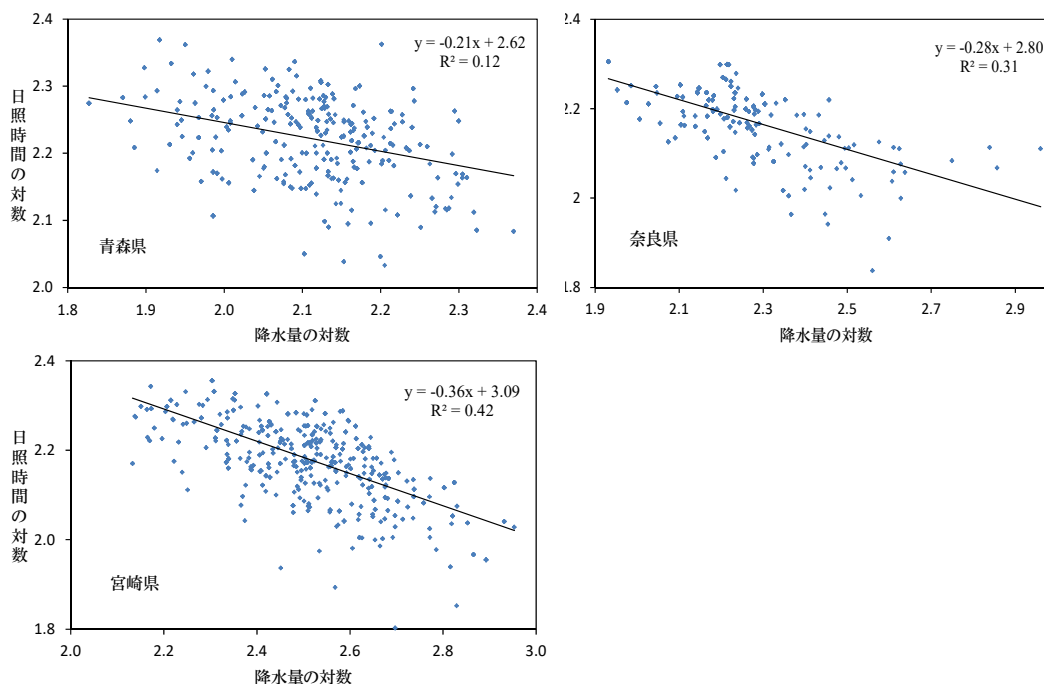 2.4
2.3
2.2
2.1
2.0
日照時間の対数
y = -0.21x + 2.62
R² = 0.12
青森県
1.8
1.9
2.0
2.1
2.2
2.3
2.4
降水量の対数
2.4
2.2
2
1.8
y = -0.28x + 2.80
R² = 0.31
奈良県
1.9
2.1
2.3
2.5
2.7
2.9
降水量の対数
2.4
2.2
2.0
1.8
日照時間の対数
y = -0.36x + 3.09
R² = 0.42
宮崎県
2.0
2.2
2.4
2.6
2.8
3.0
降水量の対数